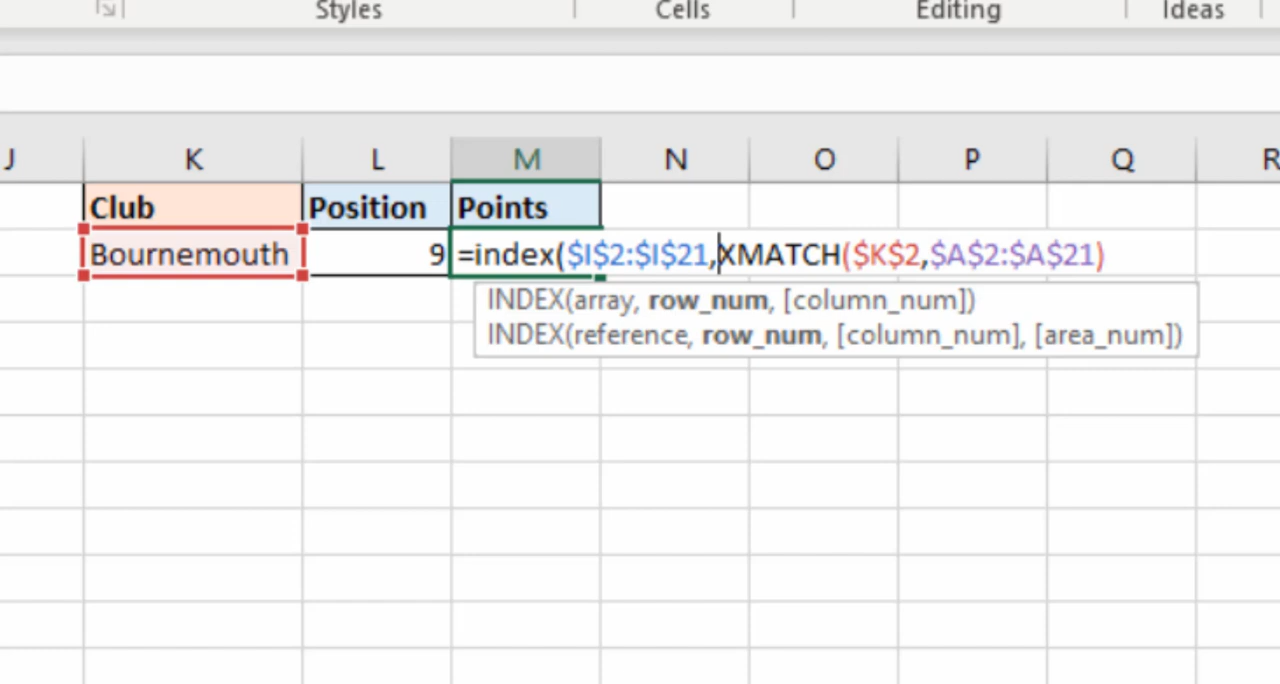 Styles Cells Editing Ideas
J K L M N O P Q R
Club Position Points
Bournemouth 9 =index($I$2:$I$21,XMATCH($K$2,$A$2:$A$21)
INDEX(array, row_num, [column_num])
INDEX(reference, row_num, [column_num], [area_num])